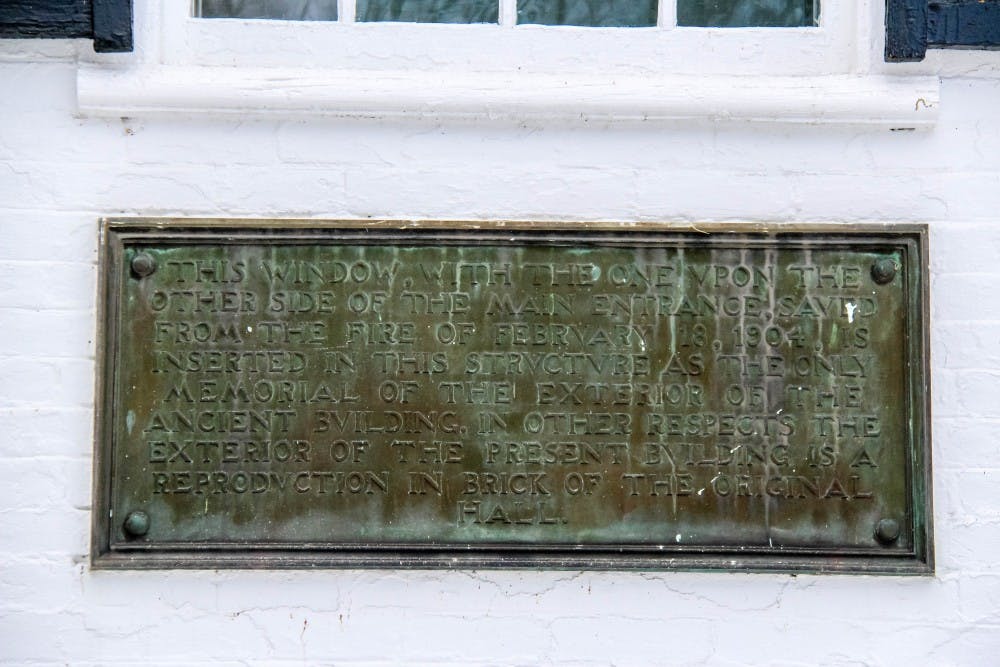 THIS WINDOW, WITH THE ONE VPON THE
OTHER SIDE OF THE MAIN ENTRANCE, SAVED
FROM THE FIRE OF FEBRVARY 18, 1904, IS
INSERTED IN THIS STRVCTVRE AS THE ONLY
MEMORIAL OF THE EXTERIOR OF THE
ANCIENT BVILDING. IN OTHER RESPECTS THE
EXTERIOR OF THE PRESENT BVILDING IS A
REPRODVCTION IN BRICK OF THE ORIGINAL
HALL.